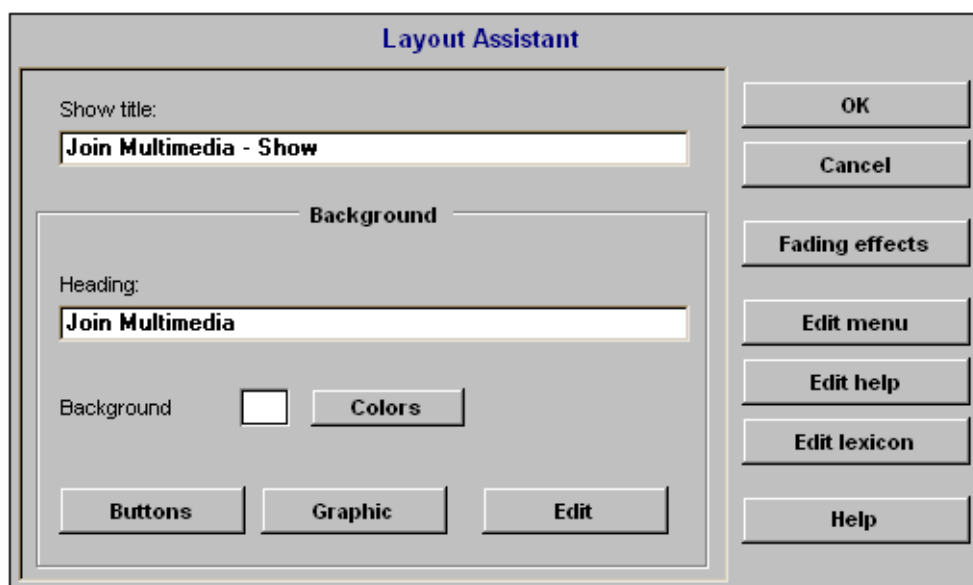 Layout Assistant
Show title:
Join Multimedia - Show
Background
Heading:
Join Multimedia
Background
Colors
Buttons
Graphic
Edit
OK
Cancel
Fading effects
Edit menu
Edit help
Edit lexicon
Help